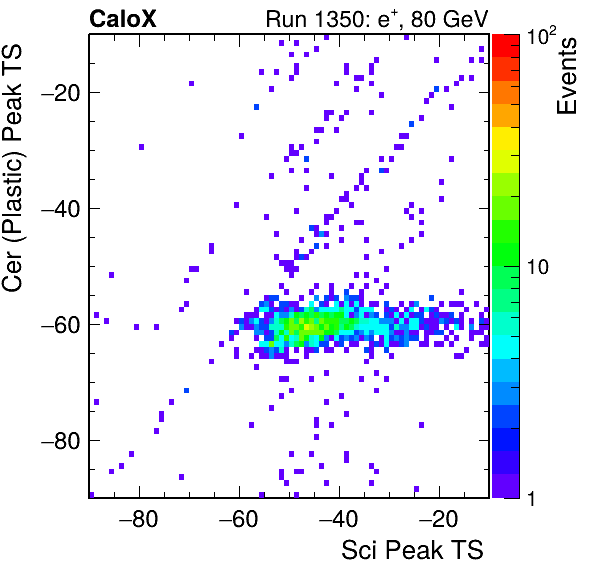 CaloX Run 1350: e⁺, 80 GeV
Cer (Plastic) Peak TS
−20
−40
−60
−80
−80 −60 −40 −20
Sci Peak TS
10²
10
1
Events